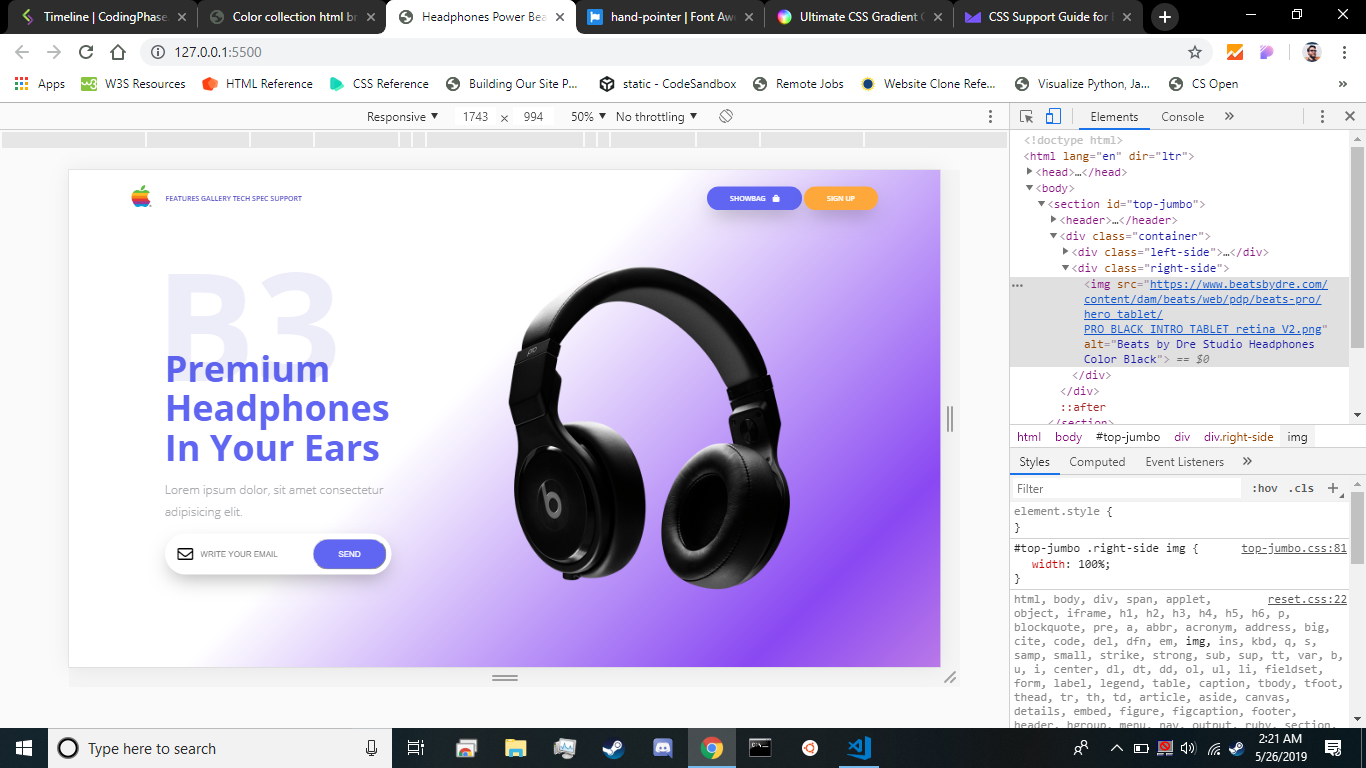 Timeline | CodingPhase.
Color collection html br
Headphones Power Bea
hand-pointer | Font Awe
Ultimate CSS Gradient G
CSS Support Guide for E
127.0.0.1:5500
Apps
W3S Resources
HTML Reference
CSS Reference
Building Our Site P...
static - CodeSandbox
Remote Jobs
Website Clone Refe...
Visualize Python, Ja...
CS Open
»
Responsive ▼
1743 × 994
50% ▼
No throttling ▼
Elements
Console
»
FEATURES GALLERY TECH SPEC SUPPORT
SHOWBAG
SIGN UP
B3
Premium
Headphones
In Your Ears
Lorem ipsum dolor, sit amet consectetur
adipisicing elit.
WRITE YOUR EMAIL
SEND
pro
b
<!doctype html>
<html lang="en" dir="ltr">
<head>…</head>
<body>
<section id="top-jumbo">
<header>…</header>
<div class="container">
<div class="left-side">…</div>
<div class="right-side">
<img src="https://www.beatsbydre.com/
content/dam/beats/web/pdp/beats-pro/
hero_tablet/
PRO_BLACK_INTRO_TABLET_retina_V2.png"
alt="Beats by Dre Studio Headphones
Color Black"> == $0
</div>
</div>
::after
</section>
html
body
#top-jumbo
div
div.right-side
img
Styles
Computed
Event Listeners
»
Filter
:hov
.cls
+
element.style {
}
#top-jumbo .right-side img {
top-jumbo.css:81
width: 100%;
}
html, body, div, span, applet,
reset.css:22
object, iframe, h1, h2, h3, h4, h5, h6, p,
blockquote, pre, a, abbr, acronym, address, big,
cite, code, del, dfn, em, img, ins, kbd, q, s,
samp, small, strike, strong, sub, sup, tt, var, b,
u, i, center, dl, dt, dd, ol, ul, li, fieldset,
form, label, legend, table, caption, tbody, tfoot,
thead, tr, th, td, article, aside, canvas,
details, embed, figure, figcaption, footer,
header, hgroup, menu, nav, output, ruby, section,
Type here to search
2:21 AM
5/26/2019